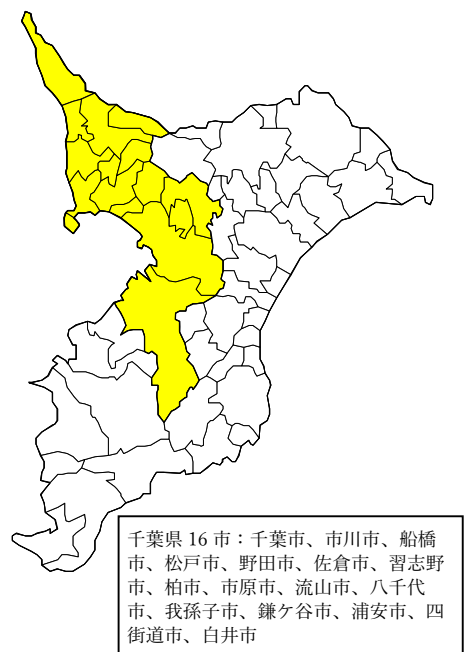 千葉県 16 市：千葉市、市川市、船橋
市、松戸市、野田市、佐倉市、習志野
市、柏市、市原市、流山市、八千代
市、我孫子市、鎌ケ谷市、浦安市、四
街道市、白井市